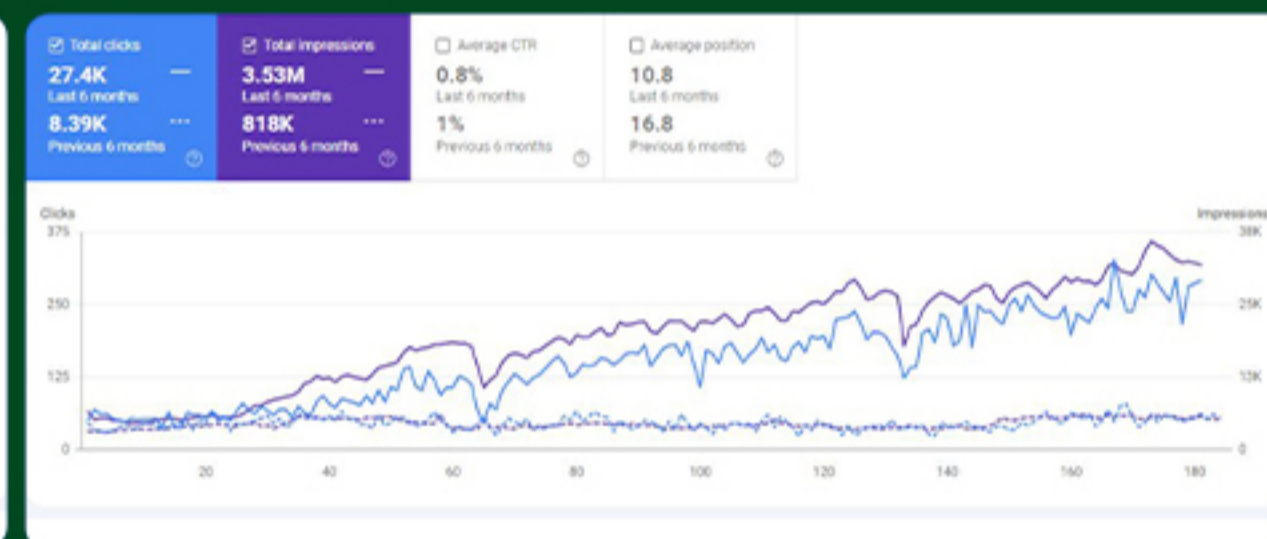 Total clicks
27.4K
Last 6 months
8.39K
Previous 6 months
Total impressions
3.53M
Last 6 months
818K
Previous 6 months
Average CTR
0.8%
Last 6 months
1%
Previous 6 months
Average position
10.8
Last 6 months
16.8
Previous 6 months
Clicks
Impressions
375
38K
250
25K
125
13K
0
0
20 40 60 80 100 120 140 160 180